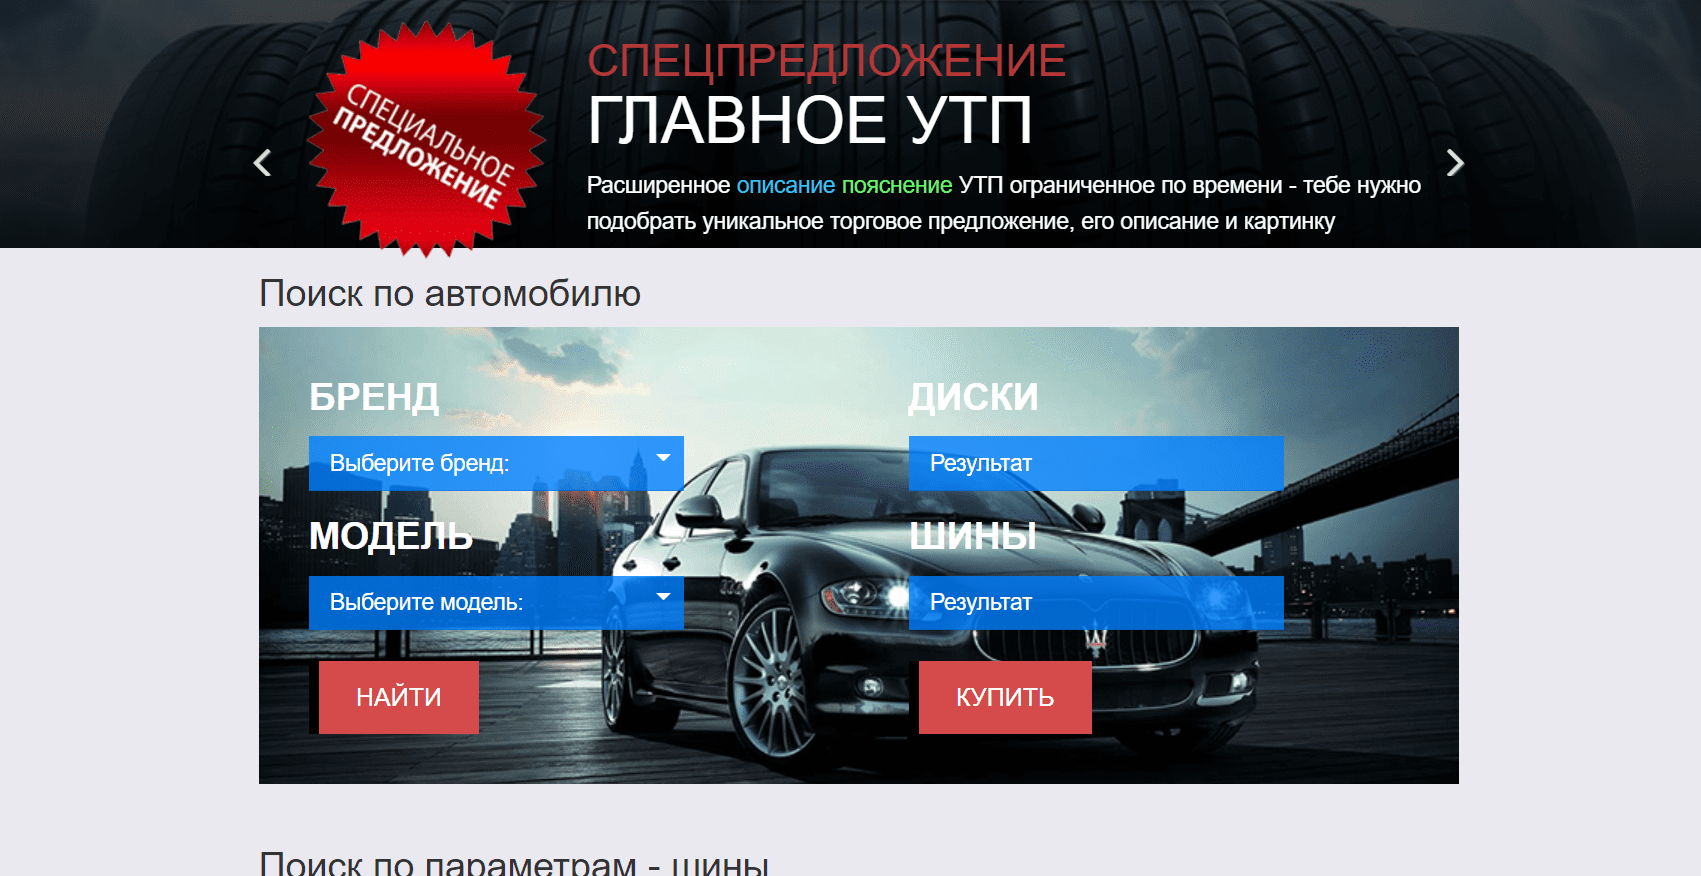 СПЕЦИАЛЬНОЕ
ПРЕДЛОЖЕНИЕ
СПЕЦПРЕДЛОЖЕНИЕ
ГЛАВНОЕ УТП
Расширенное описание пояснение УТП ограниченное по времени - тебе нужно
подобрать уникальное торговое предложение, его описание и картинку
Поиск по автомобилю
БРЕНД
Выберите бренд:
МОДЕЛЬ
Выберите модель:
НАЙТИ
ДИСКИ
Результат
ШИНЫ
Результат
КУПИТЬ
Поиск по параметрам - шины